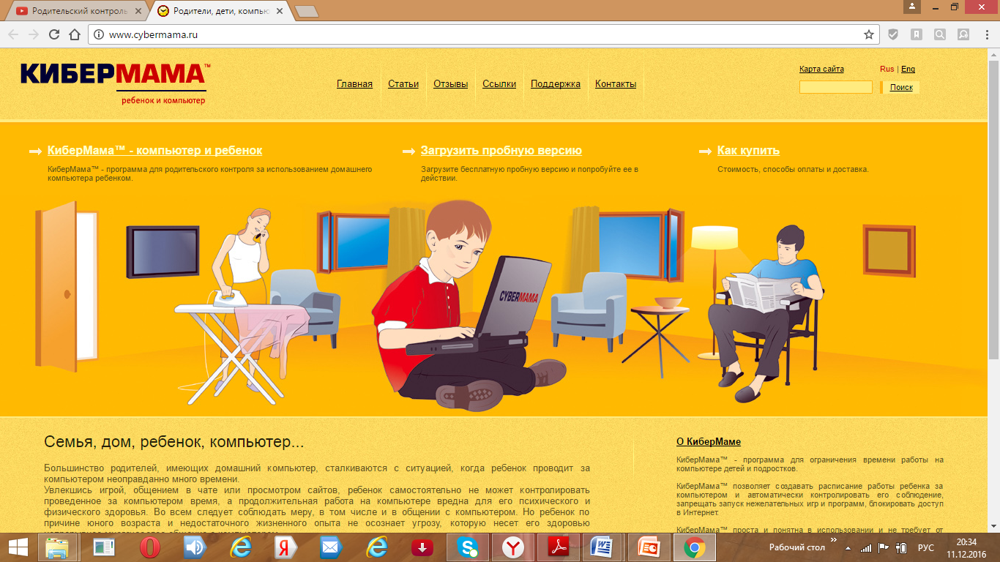 Родительский контроль
Родители, дети, компью
www.cybermama.ru
КИБЕРМАМА™
ребенок и компьютер
Главная
Статьи
Отзывы
Ссылки
Поддержка
Контакты
Карта сайта
Rus | Eng
Поиск
КиберМама™ - компьютер и ребенок
КиберМама™ - программа для родительского контроля за использованием домашнего
компьютера ребенком.
Загрузить пробную версию
Загрузите бесплатную пробную версию и попробуйте ее в
действии.
Как купить
Стоимость, способы оплаты и доставка.
CYBERMAMA
Семья, дом, ребенок, компьютер...
Большинство родителей, имеющих домашний компьютер, сталкиваются с ситуацией, когда ребенок проводит за
компьютером неоправданно много времени.
Увлекшись игрой, общением в чате или просмотром сайтов, ребенок самостоятельно не может контролировать
проведенное за компьютером время, а продолжительная работа на компьютере вредна для его психического и
физического здоровья. Во всем следует соблюдать меру, в том числе и в общении с компьютером. Но ребенок по
причине юного возраста и недостаточного жизненного опыта не осознает угрозу, которую несет его здоровью
О КиберМаме
КиберМама™ - программа для ограничения времени работы на
компьютере детей и подростков.
КиберМама™ позволяет создавать расписание работы ребенка за
компьютером и автоматически контролировать его соблюдение,
запрещать запуск нежелательных игр и программ, блокировать доступ
в Интернет.
КиберМама™ проста и понятна в использовании и не требует от
Рабочий стол
РУС
20:34
11.12.2016